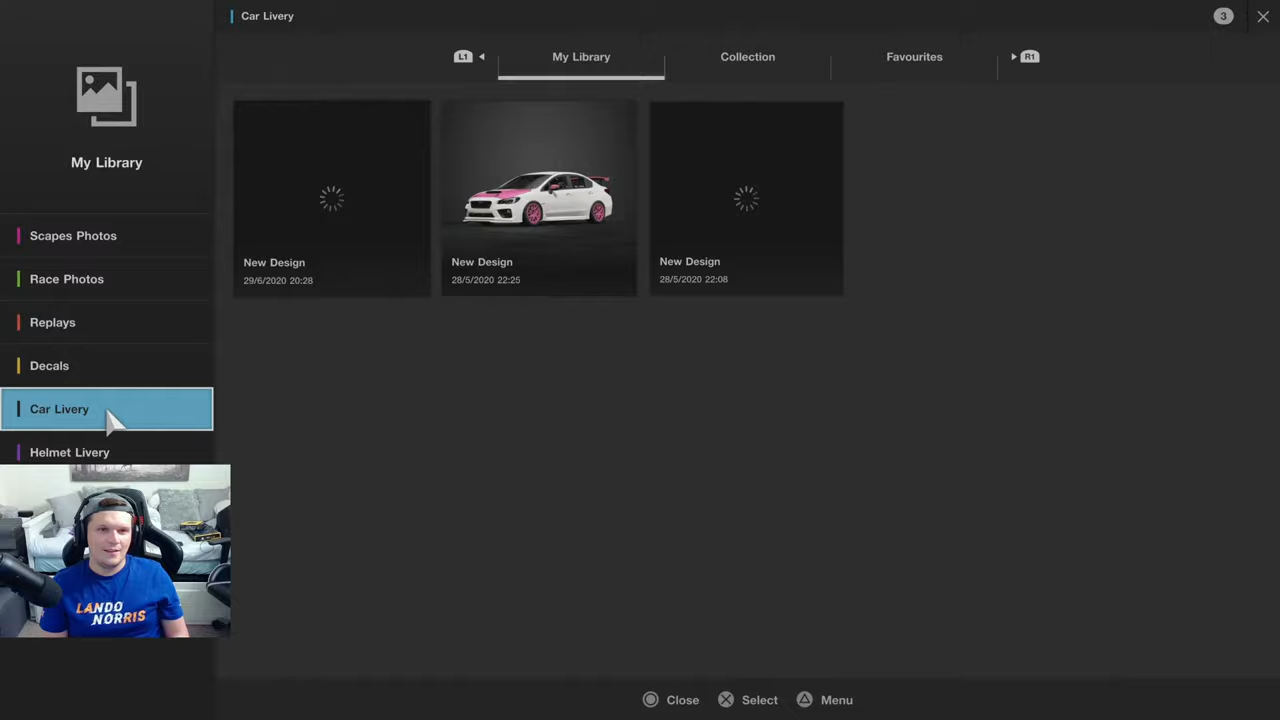 Car Livery
3
L1
My Library
Collection
Favourites
R1
My Library
Scapes Photos
Race Photos
Replays
Decals
Car Livery
Helmet Livery
New Design
29/6/2020 20:28
New Design
28/5/2020 22:25
New Design
28/5/2020 22:08
LANDO
NORRIS
Close
Select
Menu